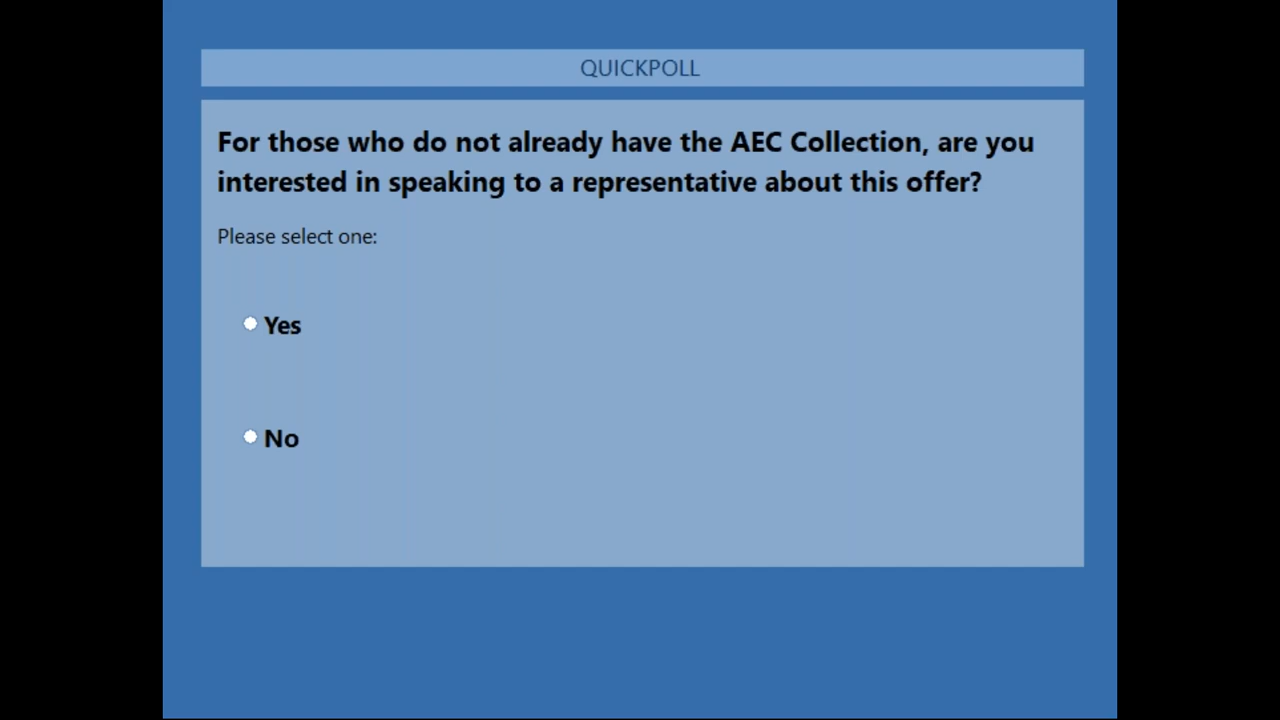 QUICKPOLL
For those who do not already have the AEC Collection, are you
interested in speaking to a representative about this offer?
Please select one:
Yes
No